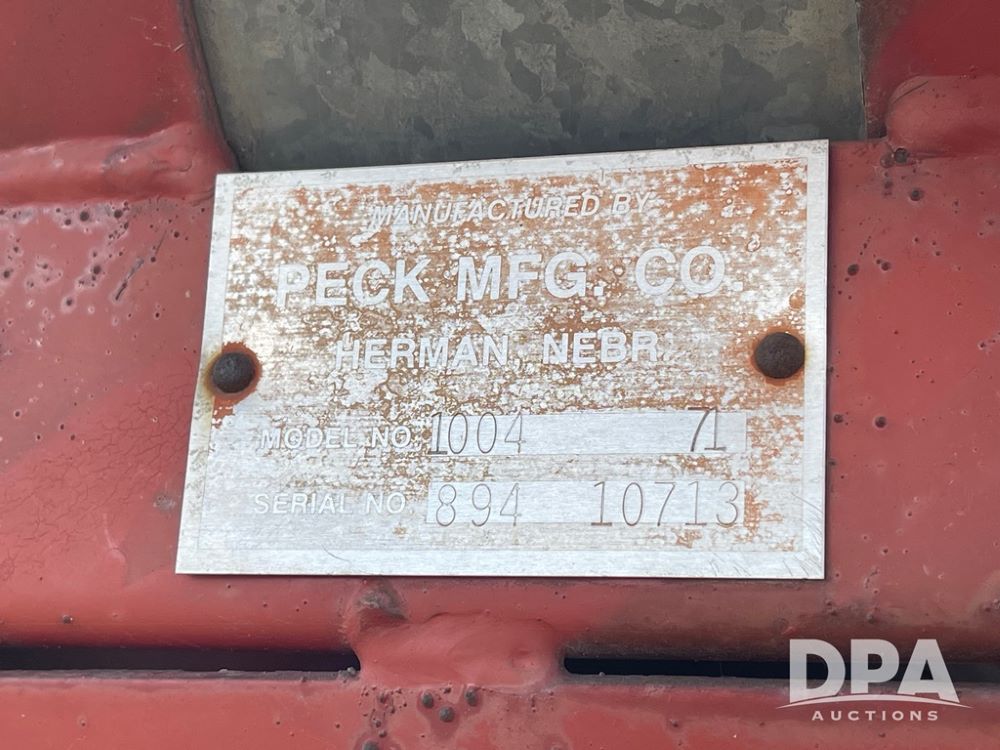 MANUFACTURED BY
PECK MFG. CO.
HERMAN, NEBR.
MODEL NO. 1004 71
SERIAL NO. 894 10713
DPA
AUCTIONS